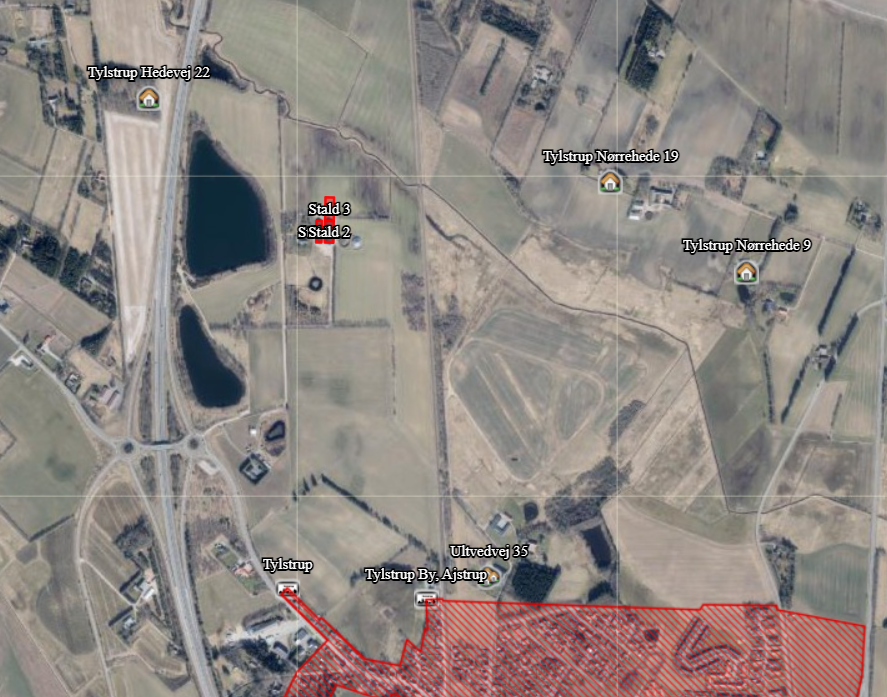 Tylstrup Hedevej 22
Tylstrup Nørrehede 19
Stald 3
Stald 2
Tylstrup Nørrehede 9
Ultvedvej 35
Tylstrup
Tylstrup By, Ajstrup